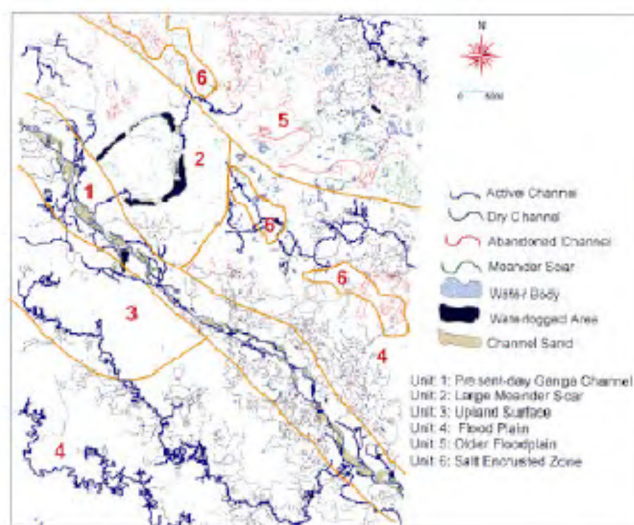 N
6
5
2
1
6
6
3
4
4
Active Channel
Dry Channel
Abandoned Channel
Meander Scar
Water Body
Waterlogged Area
Channel Sand
Unit 1: Present-day Ganga Channel
Unit 2: Large Meander Scar
Unit 3: Upland Surface
Unit 4: Flood Plain
Unit 5: Older Floodplain
Unit 6: Salt Encrusted Zone